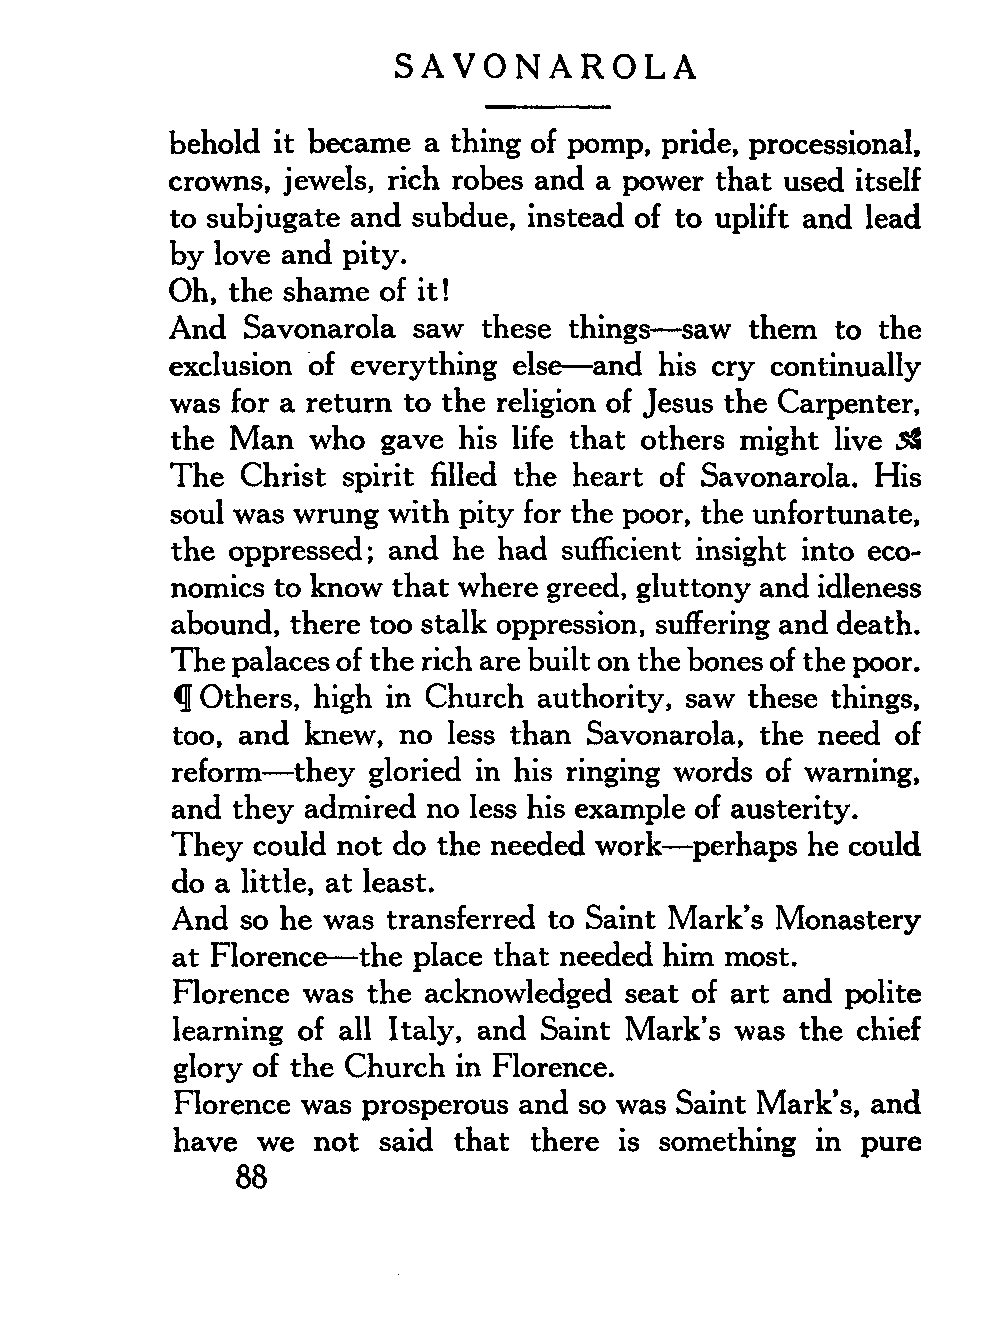 SAVONAROLA
behold it became a thing of pomp, pride, processional,
crowns, jewels, rich robes and a power that used itself
to subjugate and subdue, instead of to uplift and lead
by love and pity.
Oh, the shame of it!
And Savonarola saw these things—saw them to the
exclusion of everything else—and his cry continually
was for a return to the religion of Jesus the Carpenter,
the Man who gave his life that others might live
The Christ spirit filled the heart of Savonarola. His
soul was wrung with pity for the poor, the unfortunate,
the oppressed; and he had sufficient insight into eco-
nomics to know that where greed, gluttony and idleness
abound, there too stalk oppression, suffering and death.
The palaces of the rich are built on the bones of the poor.
¶ Others, high in Church authority, saw these things,
too, and knew, no less than Savonarola, the need of
reform—they gloried in his ringing words of warning,
and they admired no less his example of austerity.
They could not do the needed work—perhaps he could
do a little, at least.
And so he was transferred to Saint Mark's Monastery
at Florence—the place that needed him most.
Florence was the acknowledged seat of art and polite
learning of all Italy, and Saint Mark's was the chief
glory of the Church in Florence.
Florence was prosperous and so was Saint Mark's, and
have we not said that there is something in pure
88